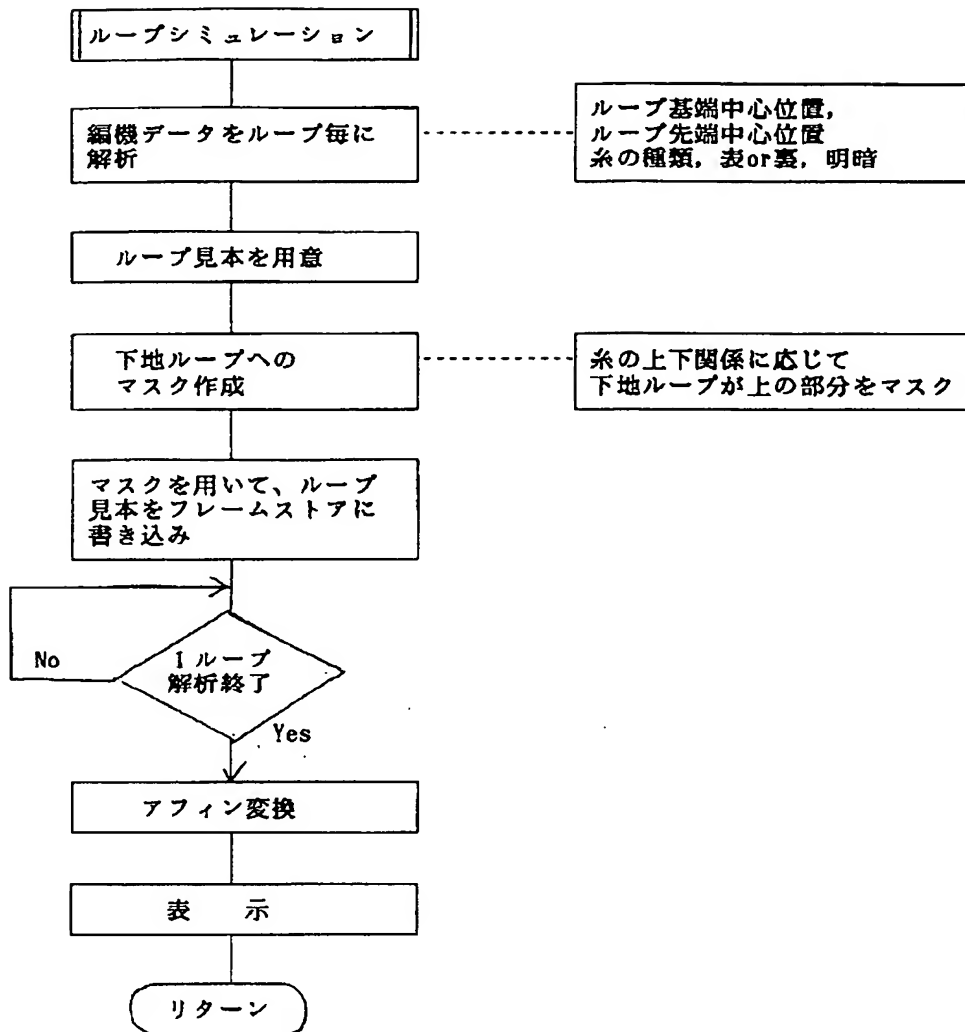 ループシミュレーション
編機データをループ毎に
解析
ループ基端中心位置,
ループ先端中心位置
糸の種類, 表or裏, 明暗
ループ見本を用意
下地ループへの
マスク作成
糸の上下関係に応じて
下地ループが上の部分をマスク
マスクを用いて、ループ
見本をフレームストアに
書き込み
No
1ループ
解析終了
Yes
アフィン変換
表 示
リターン